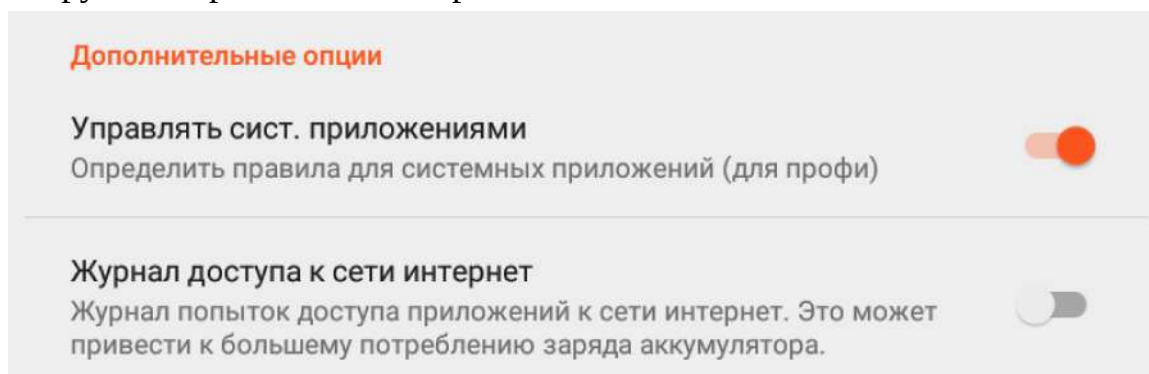 Дополнительные опции
Управлять сист. приложениями
Определить правила для системных приложений (для профи)
Журнал доступа к сети интернет
Журнал попыток доступа приложений к сети интернет. Это может
привести к большему потреблению заряда аккумулятора.